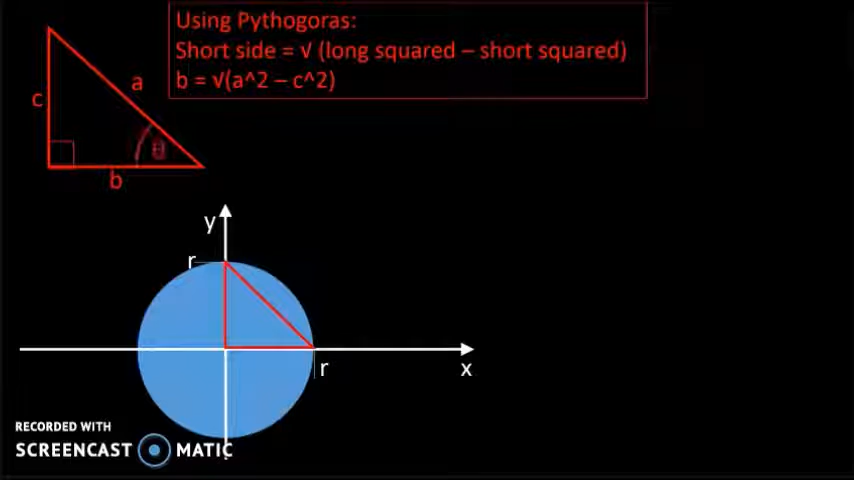 Using Pythogoras:
Short side = √ (long squared – short squared)
b = √(a^2 – c^2)
a
c
θ
b
y
r
r
x
RECORDED WITH
SCREENCAST MATIC